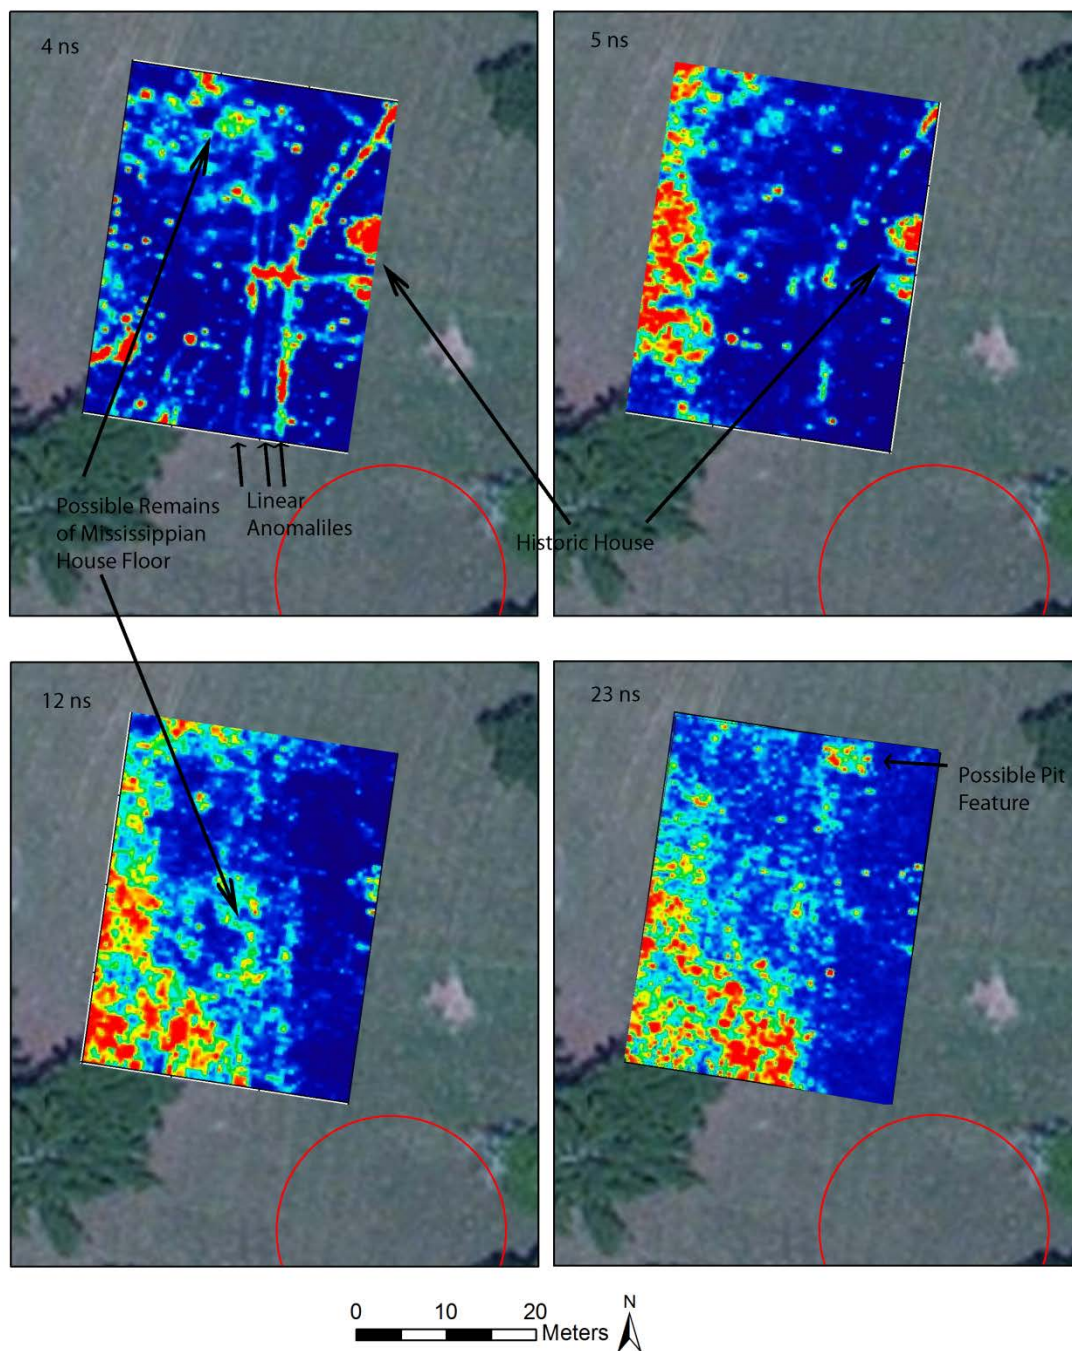 4 ns
5 ns
Possible Remains
of Mississippian
House Floor
Linear
Anomaliles
Historic House
12 ns
23 ns
Possible Pit
Feature
0 10 20
Meters
N